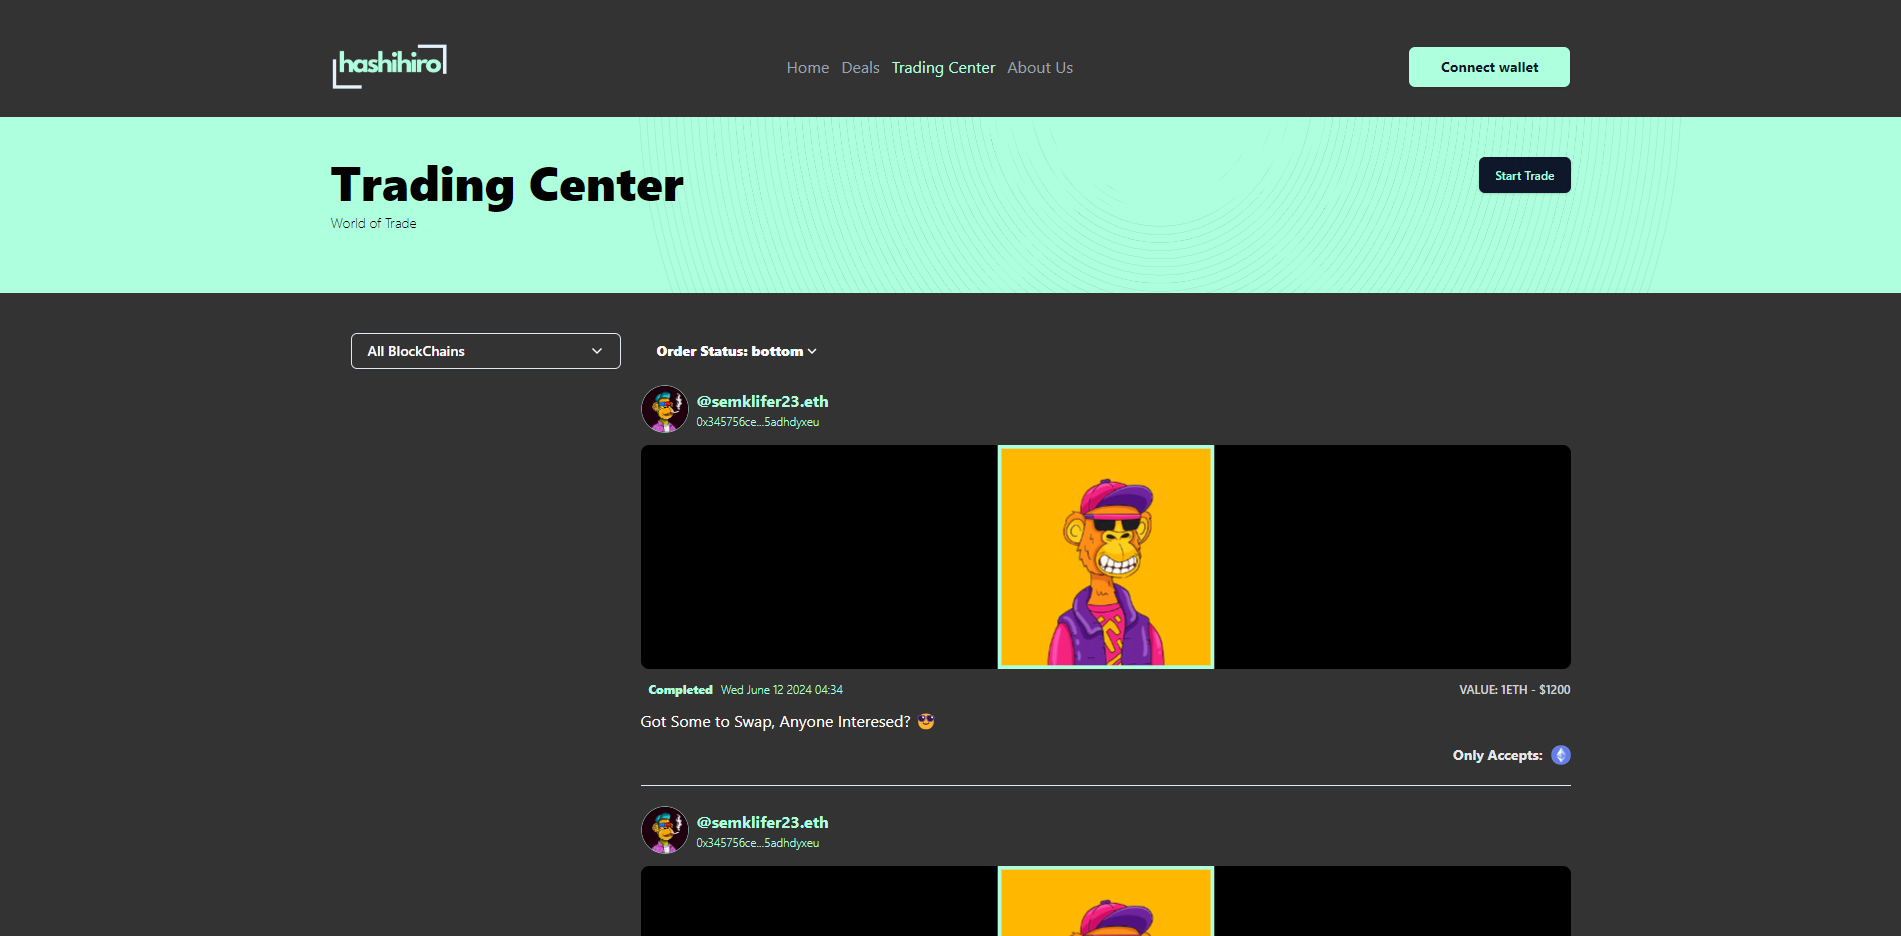 hashihiro
Home Deals Trading Center About Us
Connect wallet
Trading Center
World of Trade
Start Trade
All BlockChains
Order Status: bottom
@semklifer23.eth
0x345756ce...5adhdyxeu
Completed Wed June 12 2024 04:34
VALUE: 1ETH - $1200
Got Some to Swap, Anyone Interesed? 😎
Only Accepts:
@semklifer23.eth
0x345756ce...5adhdyxeu